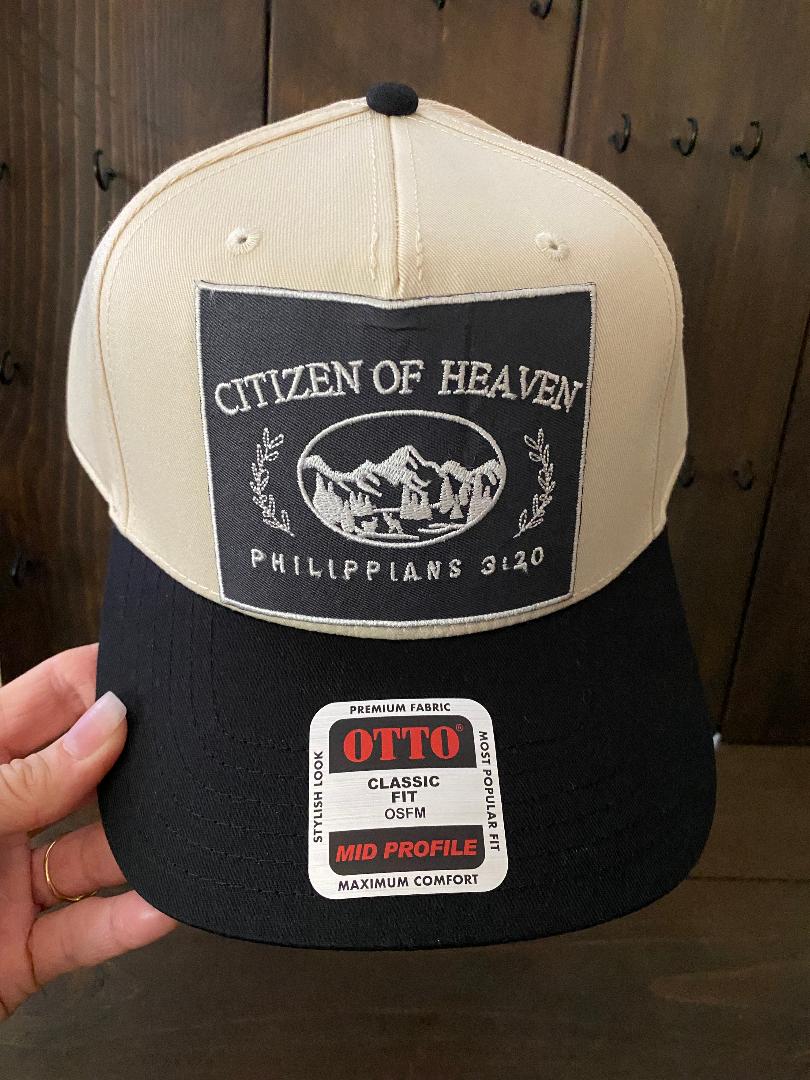 CITIZEN OF HEAVEN
PHILIPPIANS 3:20
PREMIUM FABRIC
OTTO®
CLASSIC
FIT
OSFM
MID PROFILE
STYLISH LOOK
MOST POPULAR FIT
MAXIMUM COMFORT